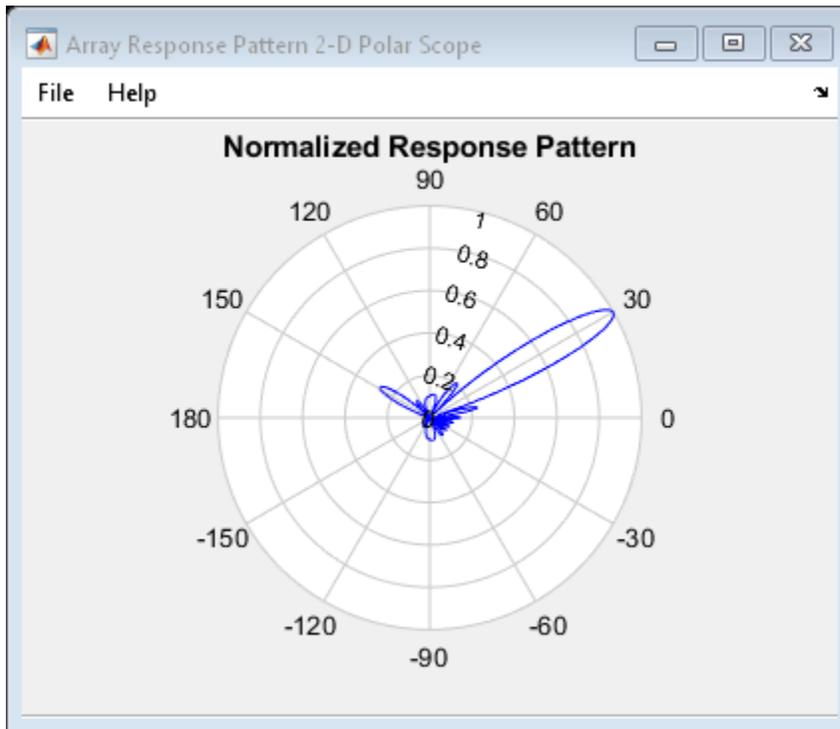 Array Response Pattern 2-D Polar Scope
File Help
Normalized Response Pattern
90
120 60
1
0.8
150 0.6 30
0.4
0.2
180 0 0
-150 -30
-120 -60
-90